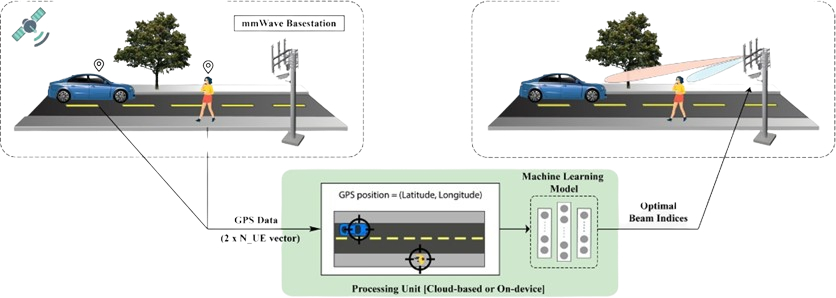 mmWave Basestation
Machine Learning
Model
GPS position = (Latitude, Longitude)
GPS Data
(2 x N_UE vector)
Optimal
Beam Indices
Processing Unit [Cloud-based or On-device]